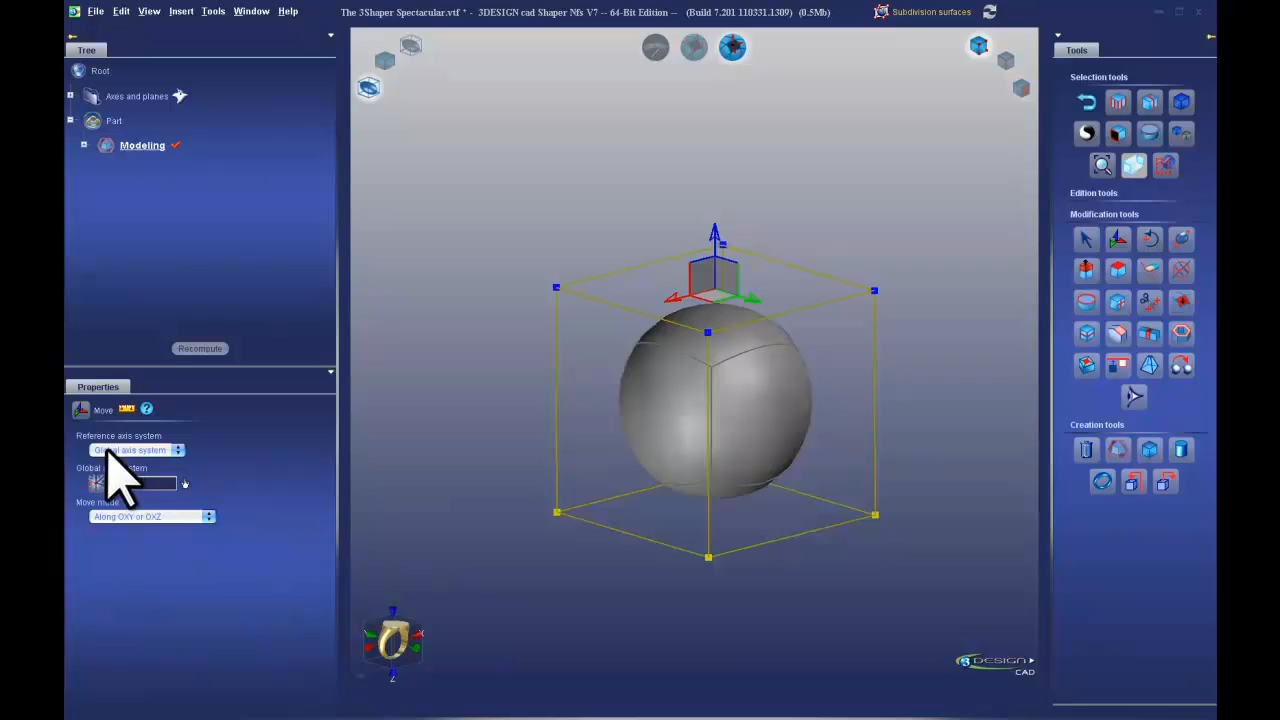 File Edit View Insert Tools Window Help
The 3Shaper Spectacular.vtf * - 3DESIGN cad Shaper Nfs V7 -- 64-Bit Edition -- (Build 7.201 110331.1309) (0.5Mb)
Subdivision surfaces
Tree
Root
Axes and planes
Part
Modeling
Recompute
Properties
Move
Reference axis system
Global axis system
Move
Along OXY or OXZ
X
Z
3DESIGN
CAD
Tools
Selection tools
Edition tools
Modification tools
Creation tools